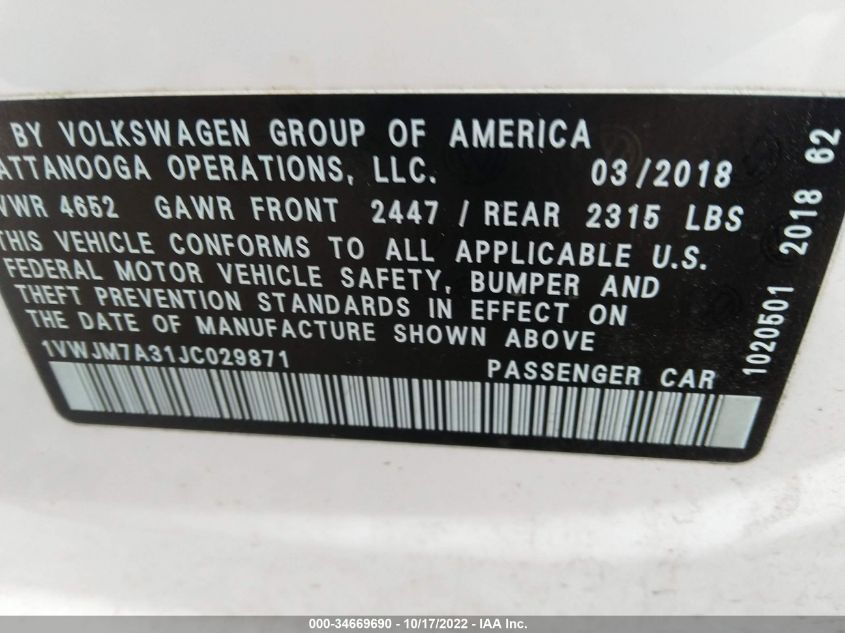 BY VOLKSWAGEN GROUP OF AMERICA
ATTANOOGA OPERATIONS, LLC. 03/2018
VWR 4652 GAWR FRONT 2447 / REAR 2315 LBS
THIS VEHICLE CONFORMS TO ALL APPLICABLE U.S.
FEDERAL MOTOR VEHICLE SAFETY, BUMPER AND
THEFT PREVENTION STANDARDS IN EFFECT ON
THE DATE OF MANUFACTURE SHOWN ABOVE
1VWJM7A31JC029871 PASSENGER CAR
1020501 2018 62
000-34669690 - 10/17/2022 - IAA Inc.